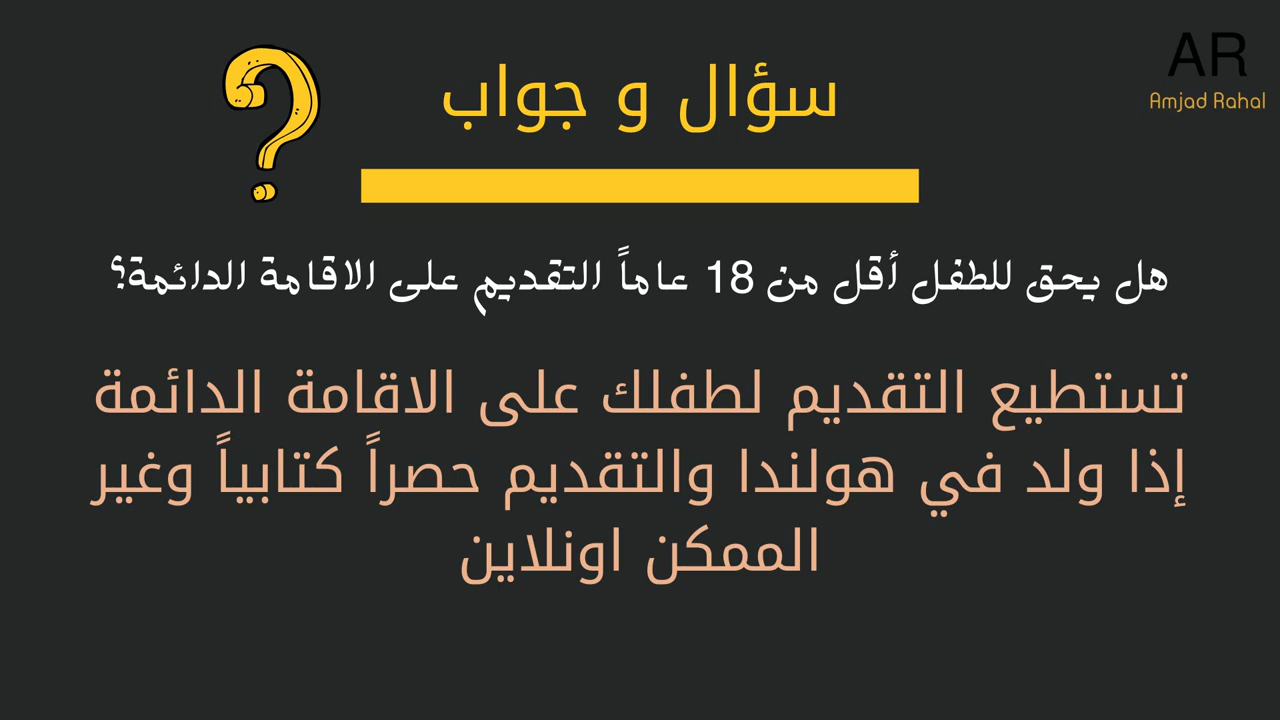 AR
Amjad Rahal
سؤال و جواب
هل يحق للطفل أقل من 18 عاماً التقديم على الاقامة الدائمة؟
تستطيع التقديم لطفلك على الاقامة الدائمة
إذا ولد في هولندا والتقديم حصراً كتابياً وغير
الممكن اونلاين